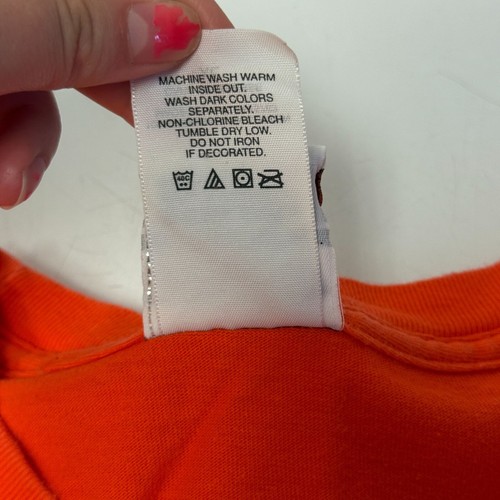 MACHINE WASH WARM
INSIDE OUT.
WASH DARK COLORS
SEPARATELY.
NON-CHLORINE BLEACH
TUMBLE DRY LOW.
DO NOT IRON
IF DECORATED.
40C